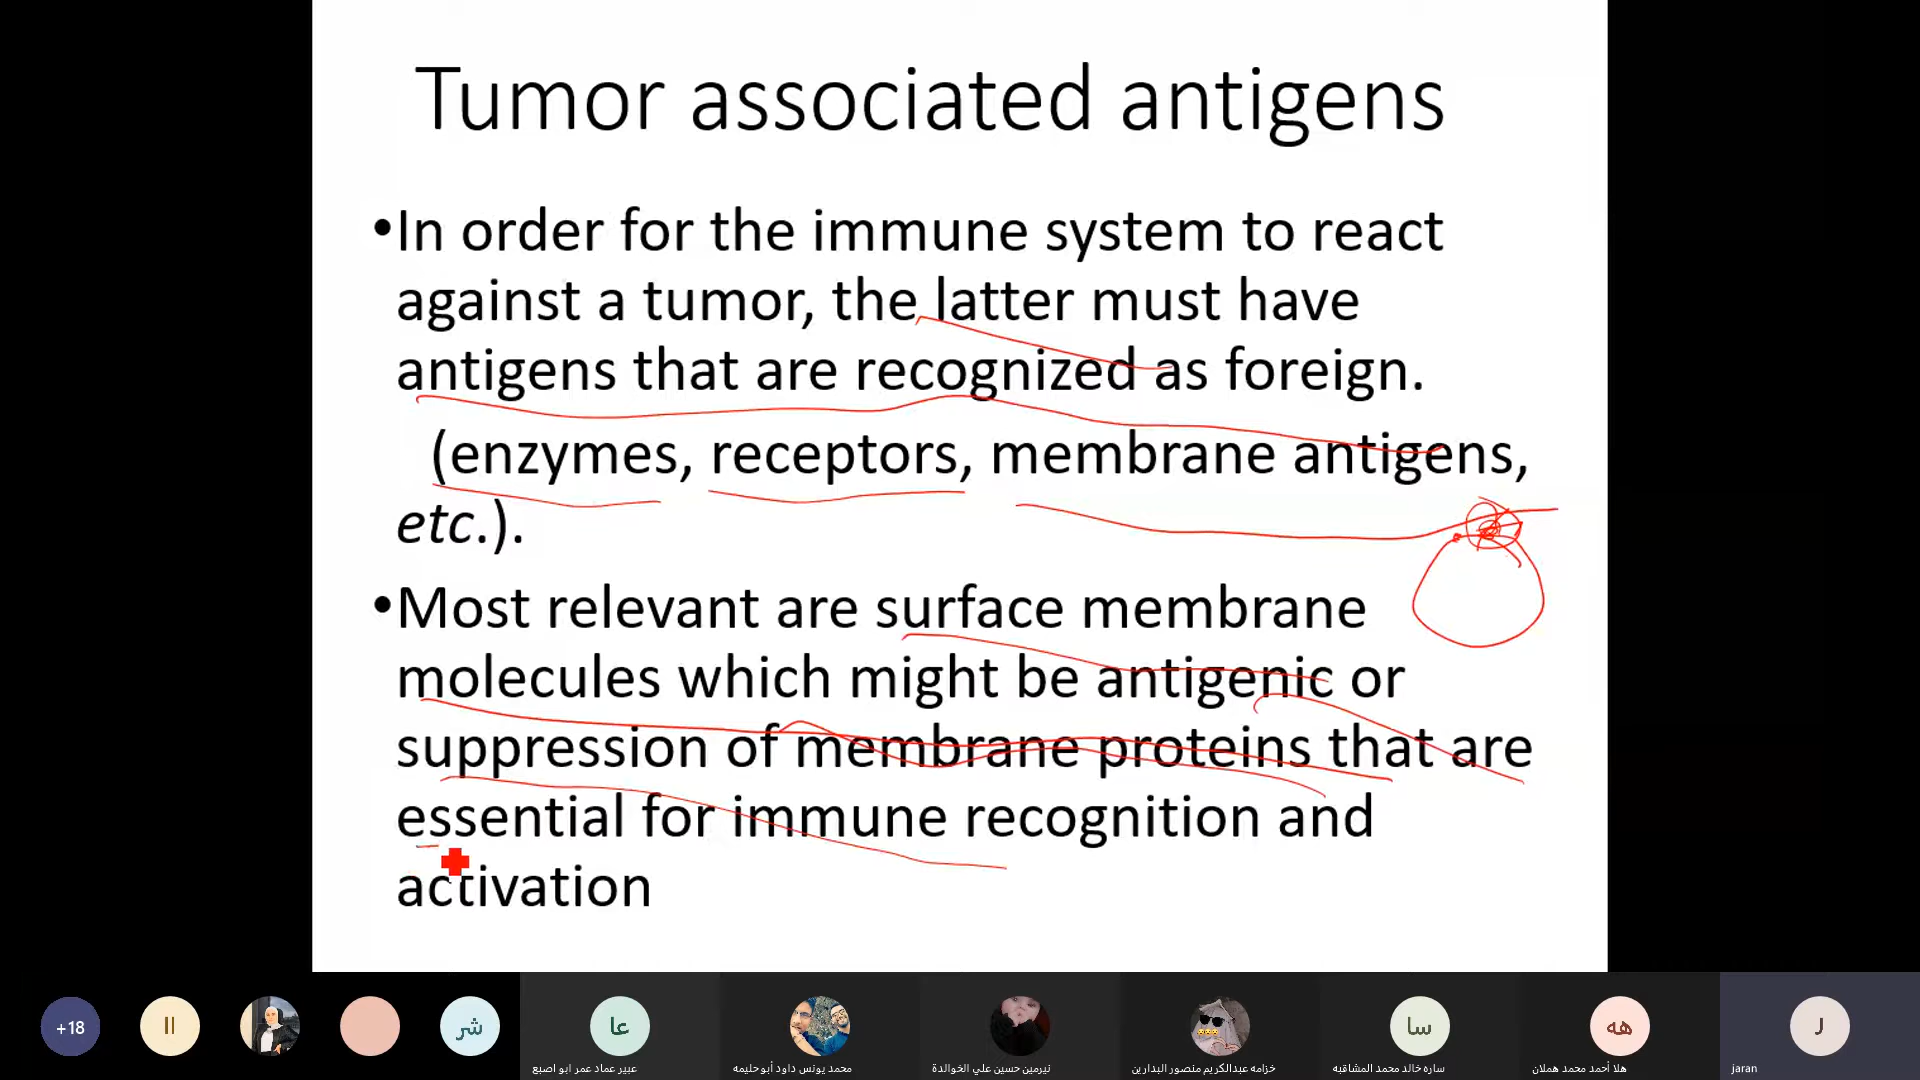 Tumor associated antigens
•In order for the immune system to react
against a tumor, the latter must have
antigens that are recognized as foreign.
(enzymes, receptors, membrane antigens,
etc.).
•Most relevant are surface membrane
molecules which might be antigenic or
suppression of membrane proteins that are
essential for immune recognition and
activation
+18
اا
شر
عا
سا
هه
J
عبير عماد عمر ابو اصبع
محمد يونس داود أبوحليمه
نيرمين حسين علي الخوالدة
خزامه عبدالكريم منصور البدارين
ساره خالد محمد المشاقبه
هلا أحمد محمد هملان
jaran